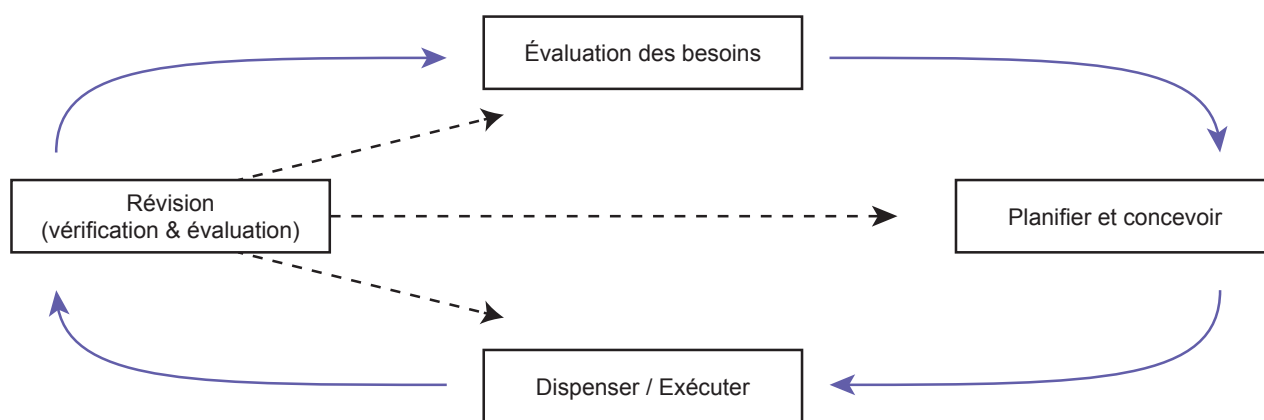 Évaluation des besoins
Révision
(vérification & évaluation)
Planifier et concevoir
Dispenser / Exécuter